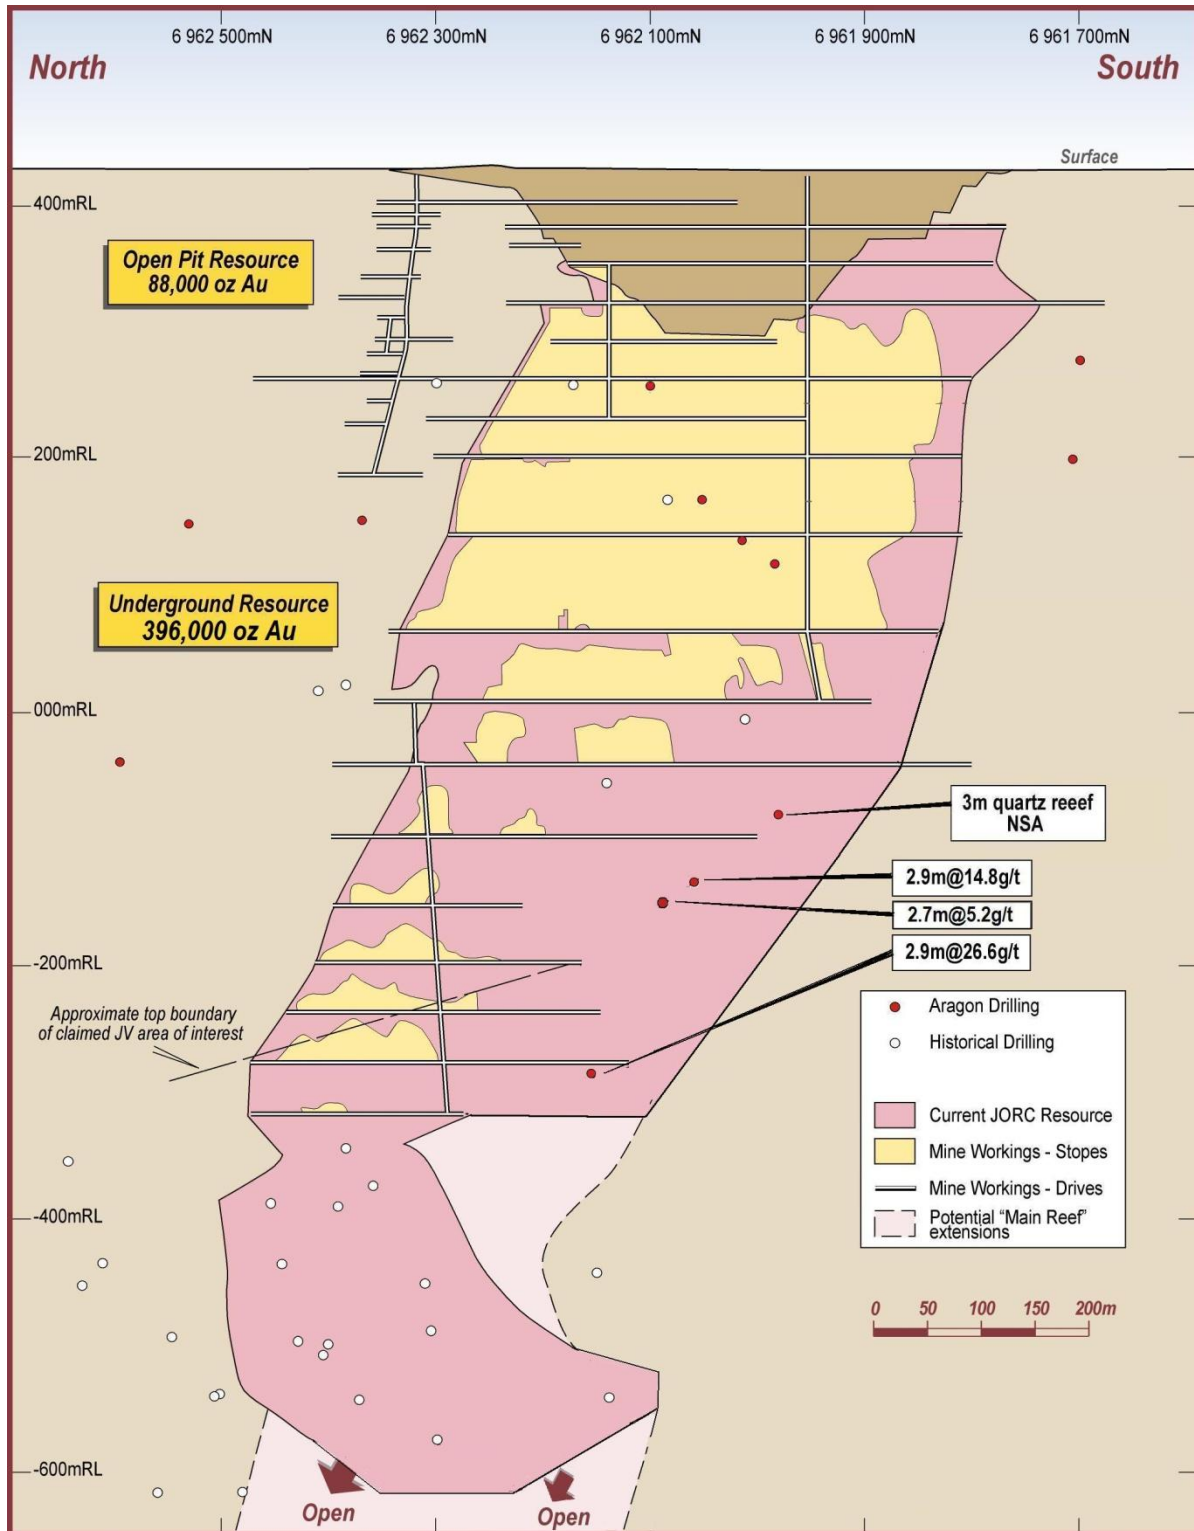 6 962 500mN
6 962 300mN
6 962 100mN
6 961 900mN
6 961 700mN
North
South
Surface
400mRL
Open Pit Resource
88,000 oz Au
200mRL
Underground Resource
396,000 oz Au
000mRL
3m quartz reeef
NSA
2.9m@14.8g/t
2.7m@5.2g/t
2.9m@26.6g/t
-200mRL
Approximate top boundary
of claimed JV area of interest
Aragon Drilling
Historical Drilling
Current JORC Resource
Mine Workings - Stopes
Mine Workings - Drives
Potential "Main Reef"
extensions
-400mRL
0 50 100 150 200m
-600mRL
Open
Open